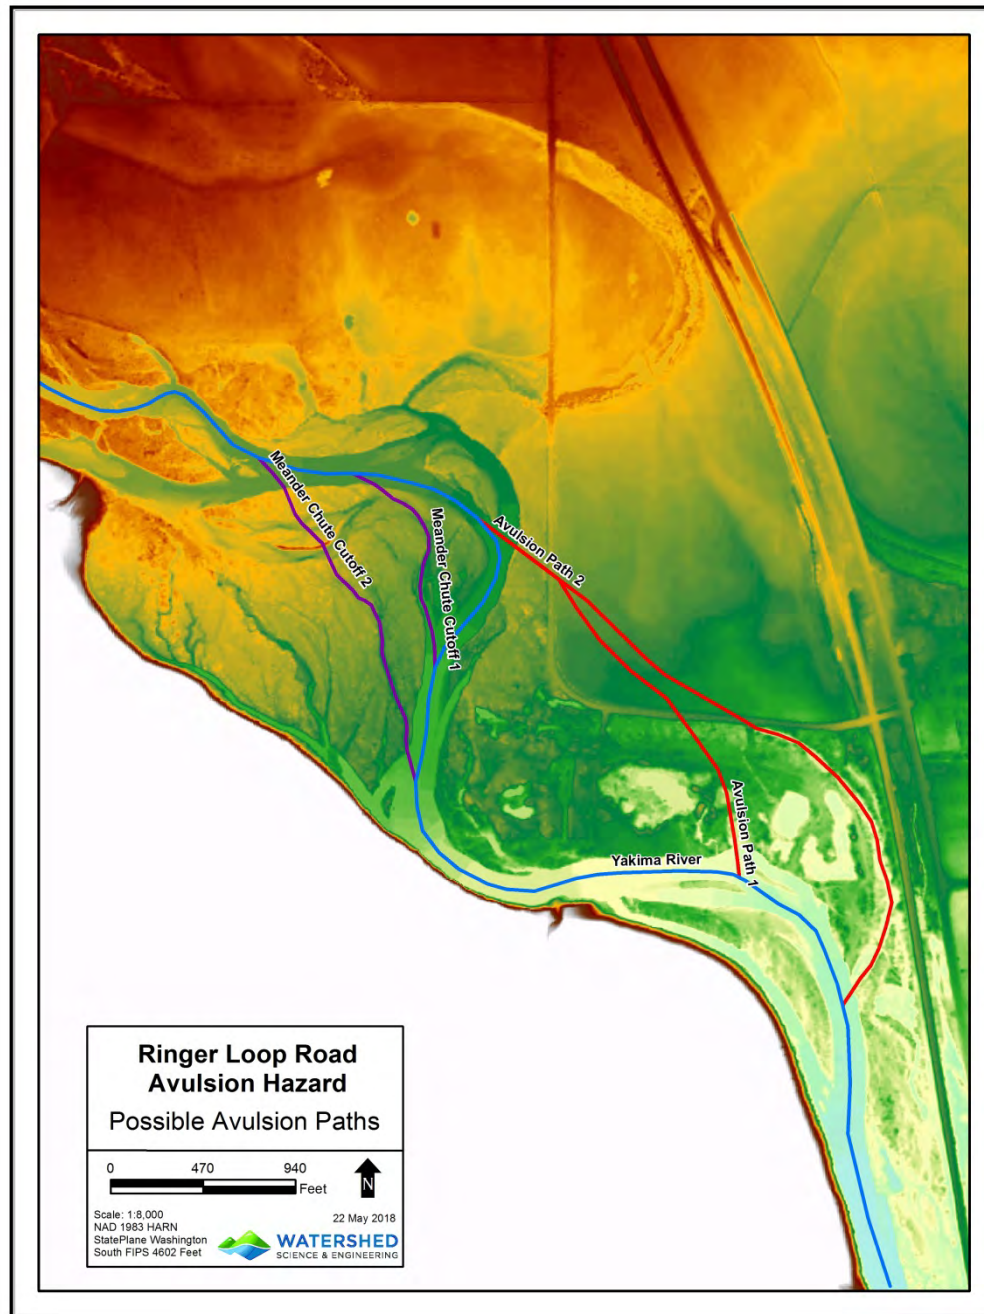 Meander Chute Cutoff 2
Meander Chute Cutoff 1
Avulsion Path 2
Avulsion Path 1
Yakima River
Ringer Loop Road
Avulsion Hazard
Possible Avulsion Paths
0 470 940
Feet
N
Scale: 1:8,000
NAD 1983 HARN
StatePlane Washington
South FIPS 4602 Feet
22 May 2018
WATERSHED
SCIENCE & ENGINEERING